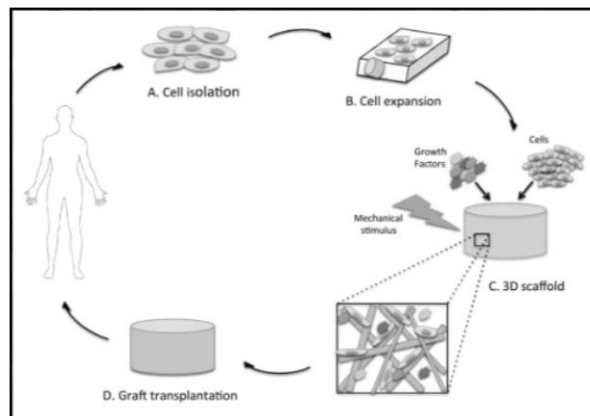 A. Cell isolation
B. Cell expansion
Growth
Factors
Cells
Mechanical
stimulus
C. 3D scaffold
D. Graft transplantation